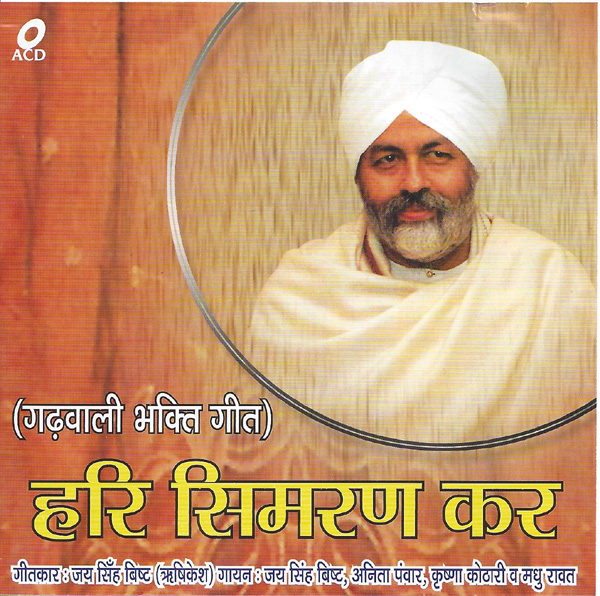 ACD
(गढ़वाली भक्ति गीत)
हरि सिमरण कर
गीतकार : जय सिँह बिष्ट (ऋषिकेश) गायन : जय सिंह बिष्ट, अनिता पंवार, कृष्णा कोठारी व मधु रावत